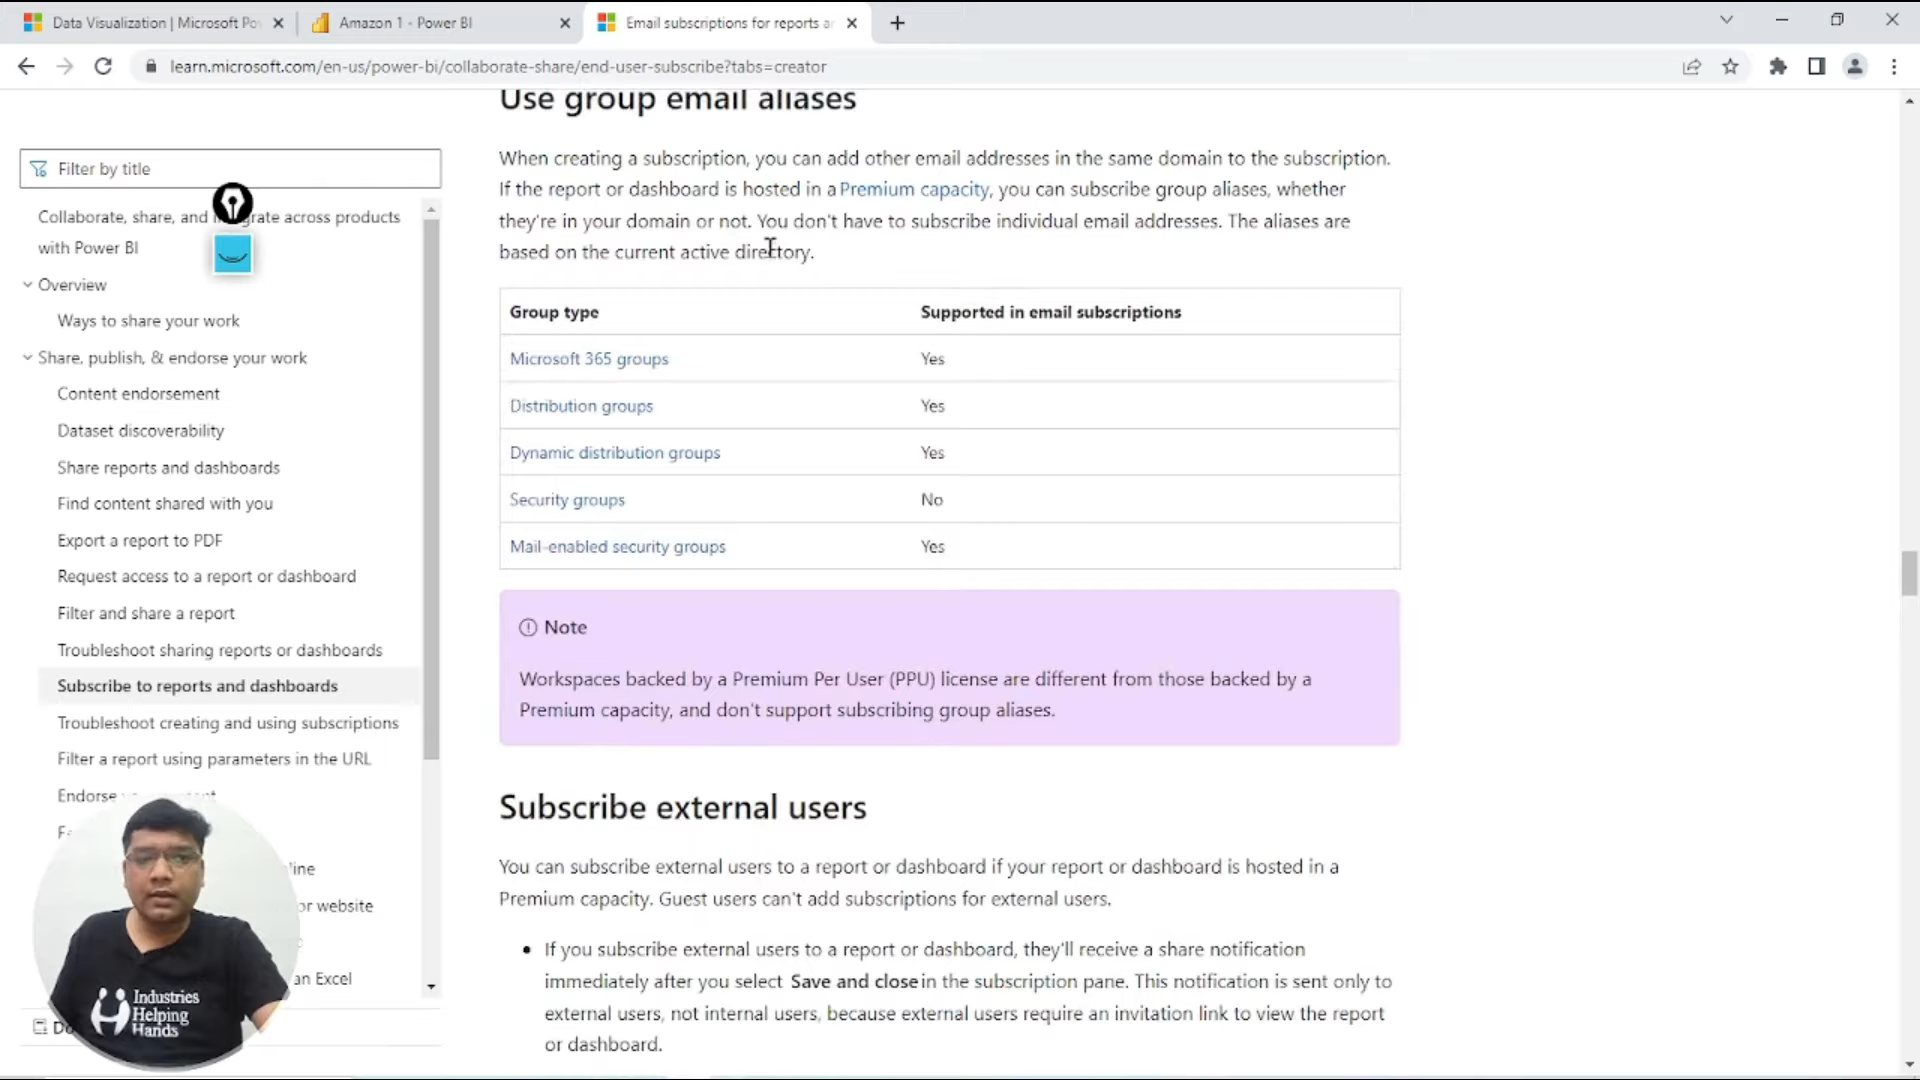 Data Visualization | Microsoft Po
Amazon 1 - Power BI
Email subscriptions for reports ar
learn.microsoft.com/en-us/power-bi/collaborate-share/end-user-subscribe?tabs=creator
Filter by title
Collaborate, share, and grate across products
with Power BI
Overview
Ways to share your work
Share, publish, & endorse your work
Content endorsement
Dataset discoverability
Share reports and dashboards
Find content shared with you
Export a report to PDF
Request access to a report or dashboard
Filter and share a report
Troubleshoot sharing reports or dashboards
Subscribe to reports and dashboards
Troubleshoot creating and using subscriptions
Filter a report using parameters in the URL
Endorse
line
or website
an Excel
Use group email aliases
When creating a subscription, you can add other email addresses in the same domain to the subscription.
If the report or dashboard is hosted in a Premium capacity, you can subscribe group aliases, whether
they're in your domain or not. You don't have to subscribe individual email addresses. The aliases are
based on the current active directory.
Group type Supported in email subscriptions
Microsoft 365 groups Yes
Distribution groups Yes
Dynamic distribution groups Yes
Security groups No
Mail-enabled security groups Yes
Note
Workspaces backed by a Premium Per User (PPU) license are different from those backed by a
Premium capacity, and don't support subscribing group aliases.
Subscribe external users
You can subscribe external users to a report or dashboard if your report or dashboard is hosted in a
Premium capacity. Guest users can't add subscriptions for external users.
• If you subscribe external users to a report or dashboard, they'll receive a share notification
immediately after you select Save and close in the subscription pane. This notification is sent only to
external users, not internal users, because external users require an invitation link to view the report
or dashboard.
Industries
Helping
Hands